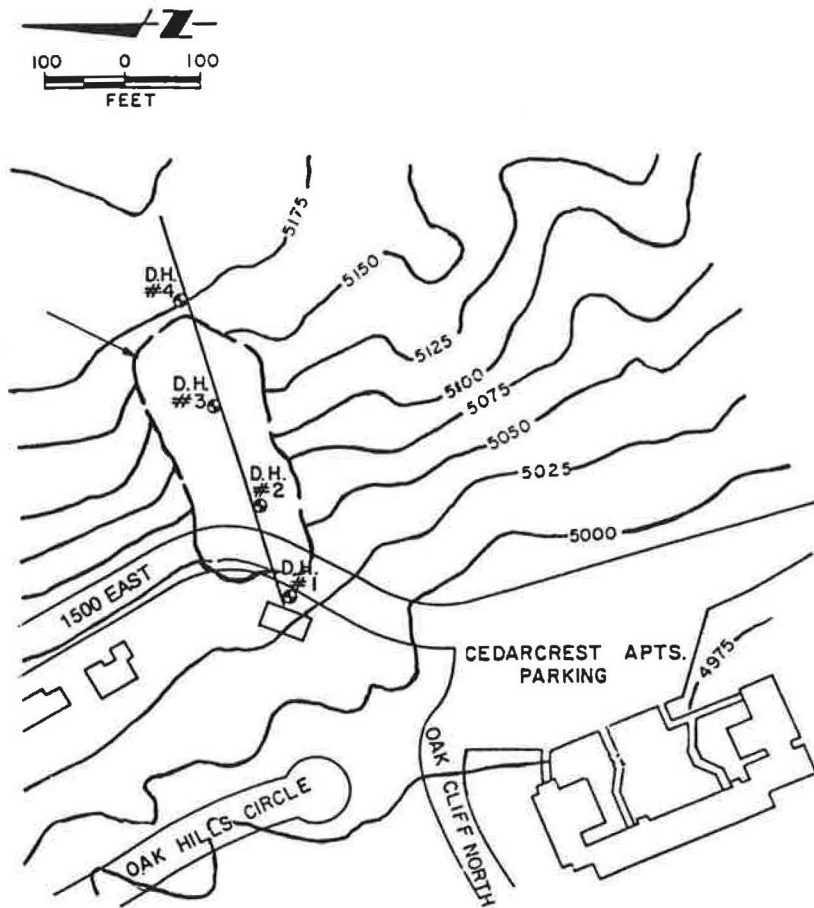 N
100 0 100
FEET
5175
D.H.
#4
5150
5125
D.H.
#3
5100
5075
5050
D.H.
#2
5025
5000
D.H.
#1
1500 EAST
CEDARCREST APTS.
PARKING
4975
OAK CLIFF NORTH
OAK HILLS CIRCLE